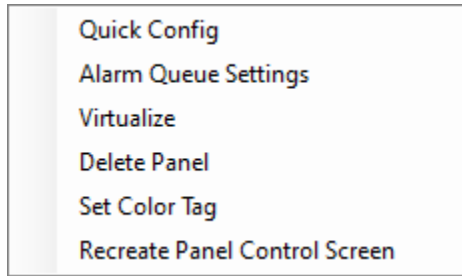 Quick Config
Alarm Queue Settings
Virtualize
Delete Panel
Set Color Tag
Recreate Panel Control Screen